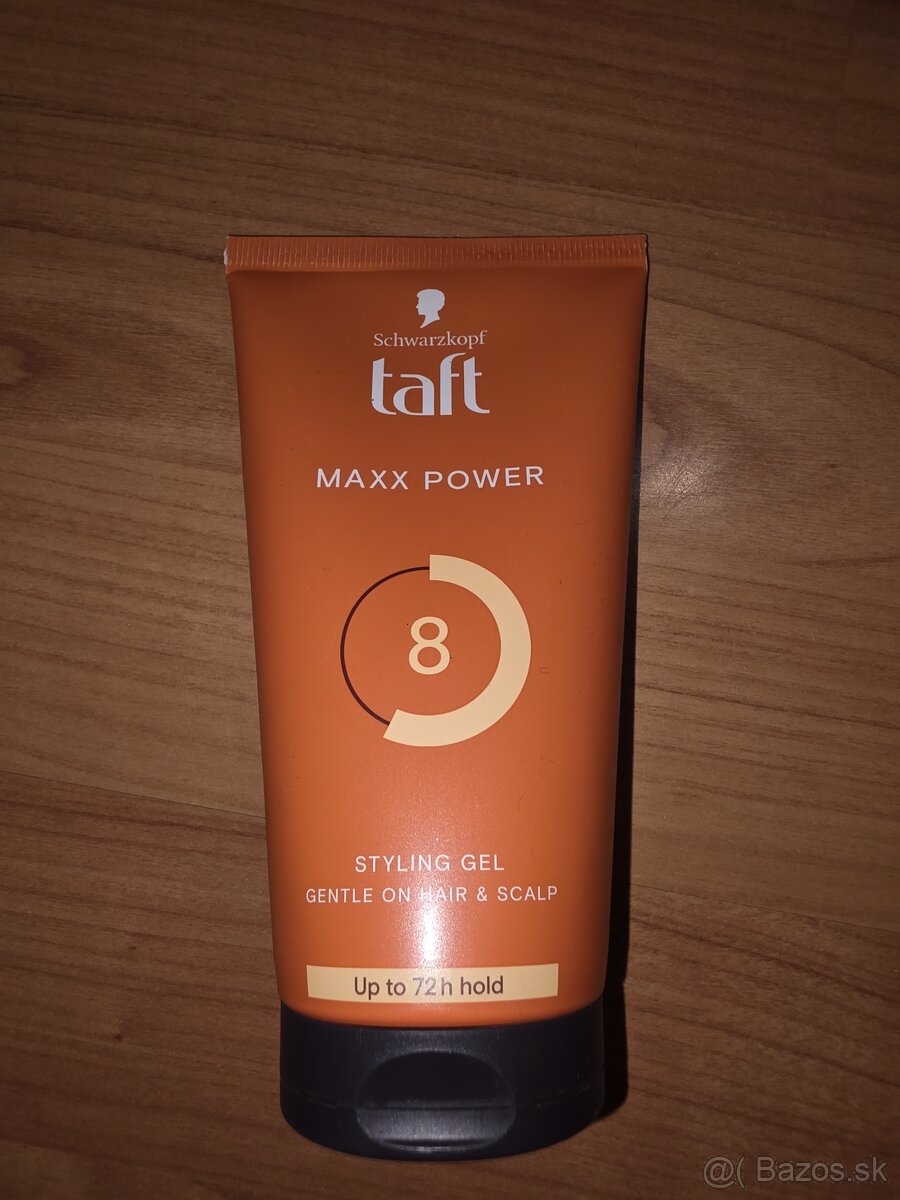 Schwarzkopf
taft
MAXX POWER
8
STYLING GEL
GENTLE ON HAIR & SCALP
Up to 72h hold
@( Bazos.sk